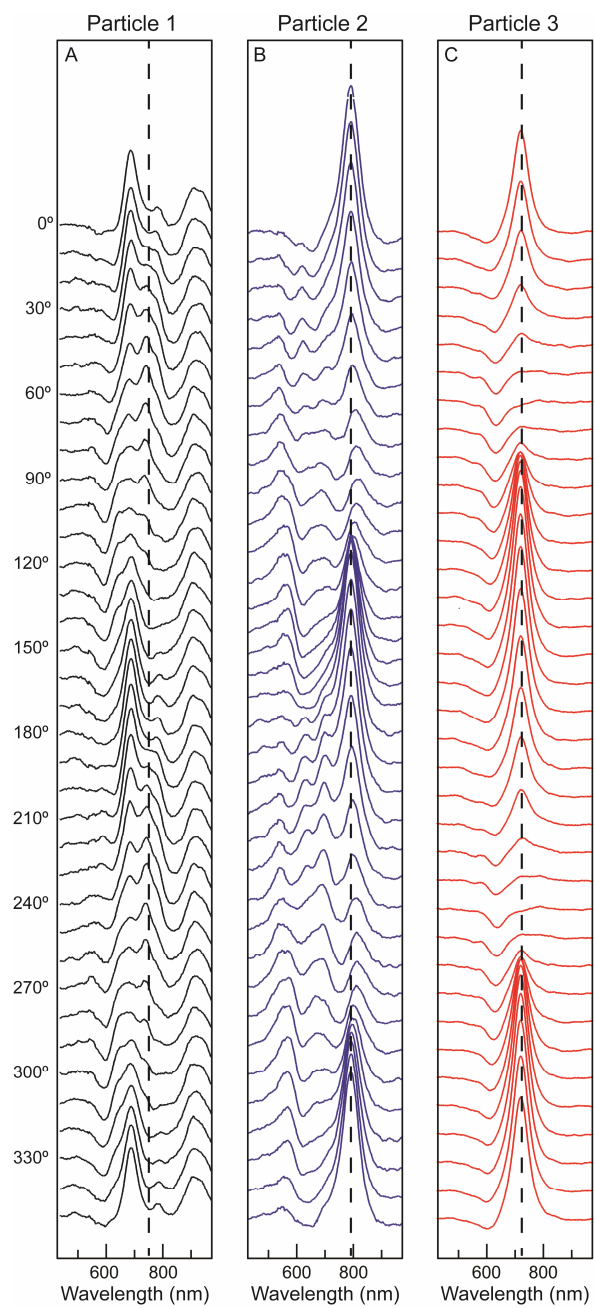 Particle 1 Particle 2 Particle 3
A B C
0º
30º
60º
90º
120º
150º
180º
210º
240º
270º
300º
330º
600 800 600 800 600 800
Wavelength (nm) Wavelength (nm) Wavelength (nm)